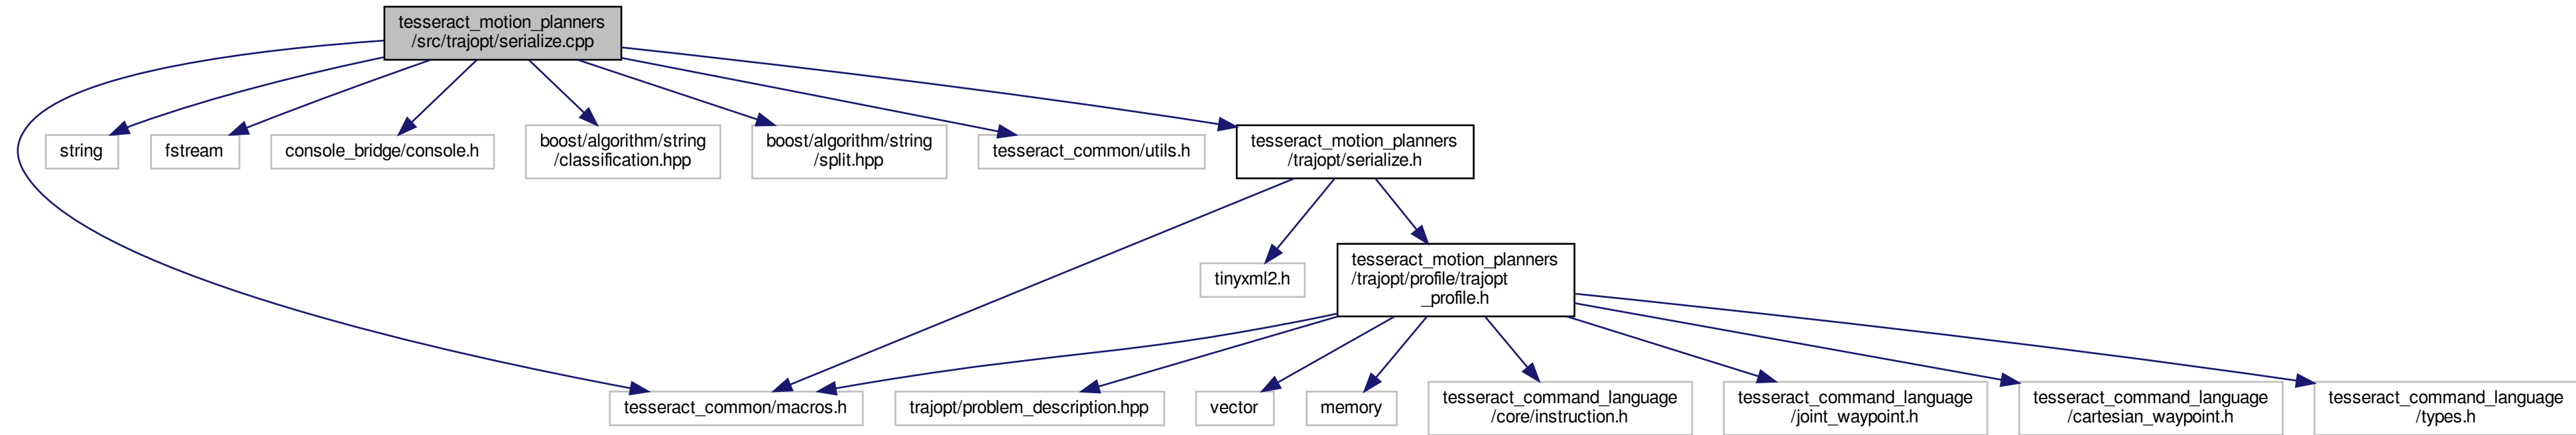 tesseract_motion_planners
/src/trajopt/serialize.cpp
string
fstream
console_bridge/console.h
boost/algorithm/string
/classification.hpp
boost/algorithm/string
/split.hpp
tesseract_common/utils.h
tesseract_motion_planners
/trajopt/serialize.h
tinyxml2.h
tesseract_motion_planners
/trajopt/profile/trajopt
_profile.h
tesseract_common/macros.h
trajopt/problem_description.hpp
vector
memory
tesseract_command_language
/core/instruction.h
tesseract_command_language
/joint_waypoint.h
tesseract_command_language
/cartesian_waypoint.h
tesseract_command_language
/types.h